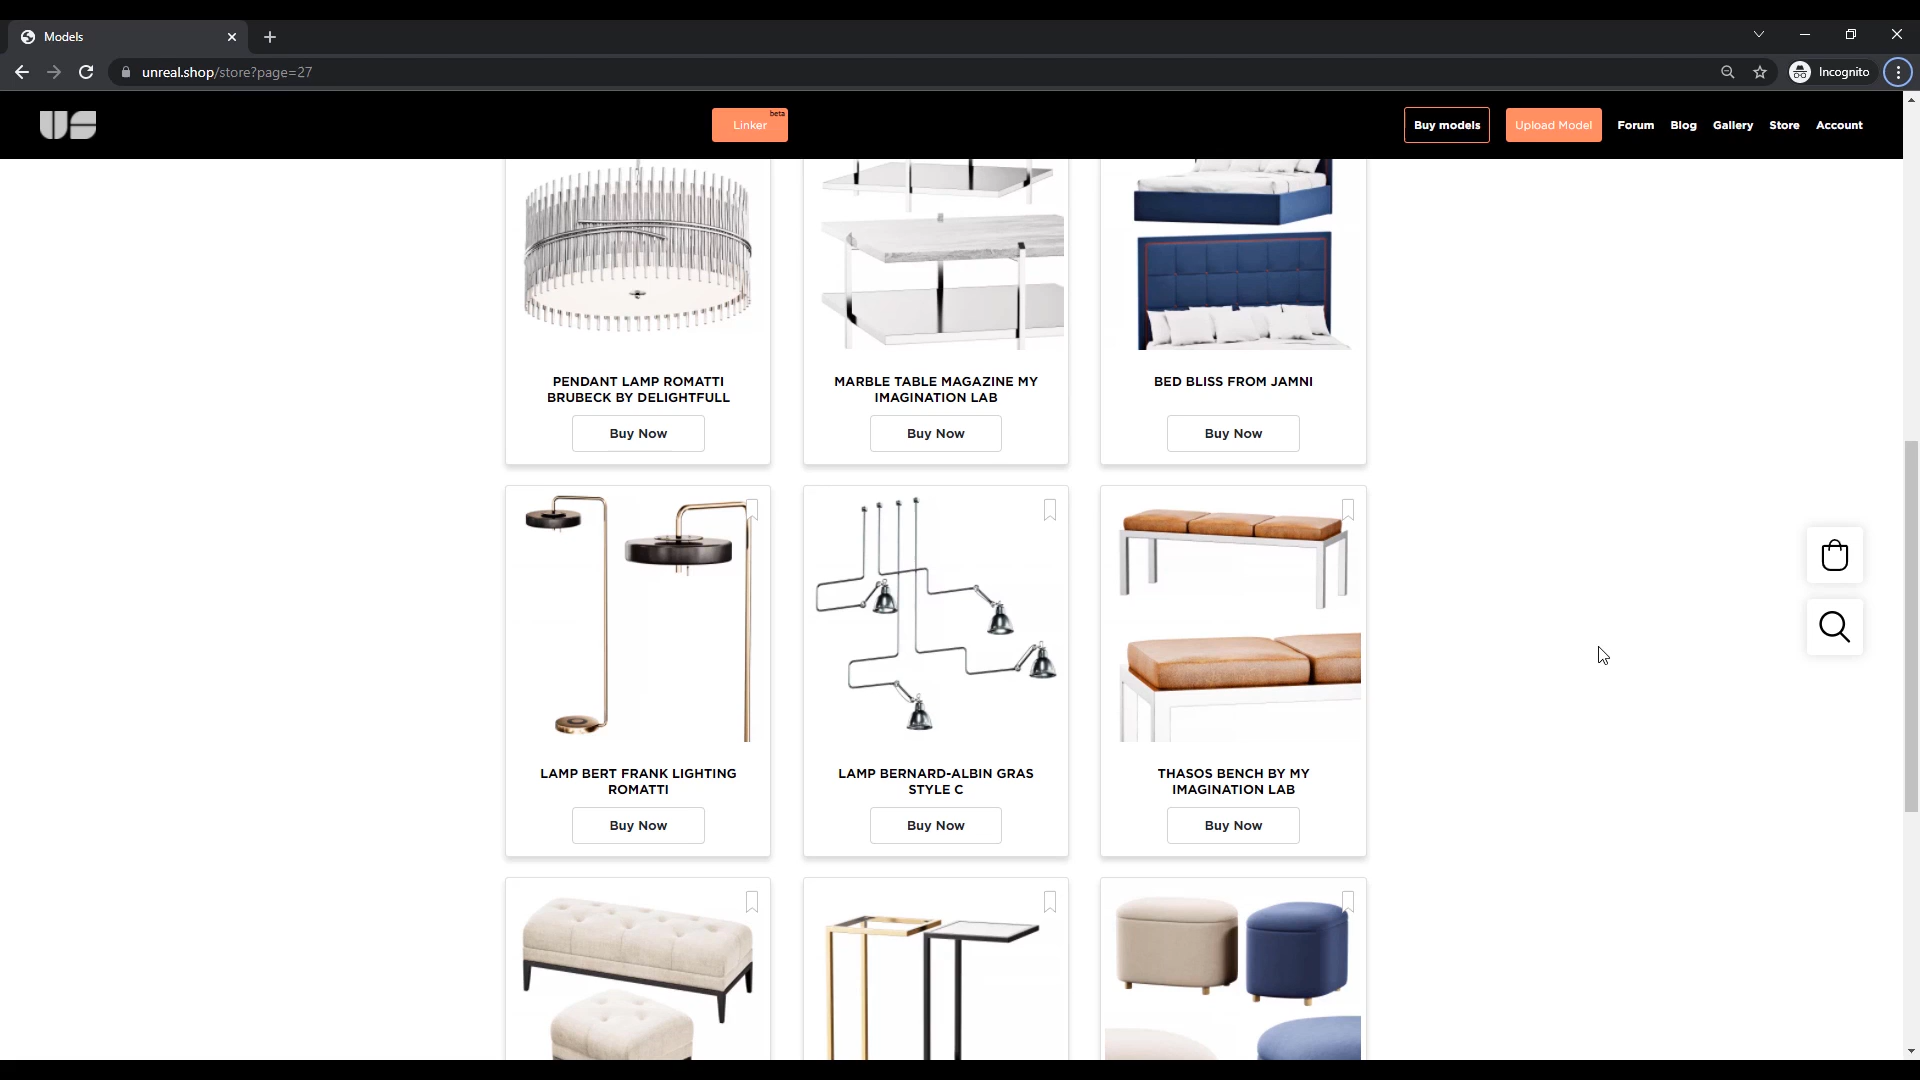 Models
unreal.shop/store?page=27
Incognito
US
Linker
beta
Buy models
Upload Model
Forum
Blog
Gallery
Store
Account
PENDANT LAMP ROMATTI
BRUBECK BY DELIGHTFULL
Buy Now
MARBLE TABLE MAGAZINE MY
IMAGINATION LAB
Buy Now
BED BLISS FROM JAMNI
Buy Now
LAMP BERT FRANK LIGHTING
ROMATTI
Buy Now
LAMP BERNARD-ALBIN GRAS
STYLE C
Buy Now
THASOS BENCH BY MY
IMAGINATION LAB
Buy Now